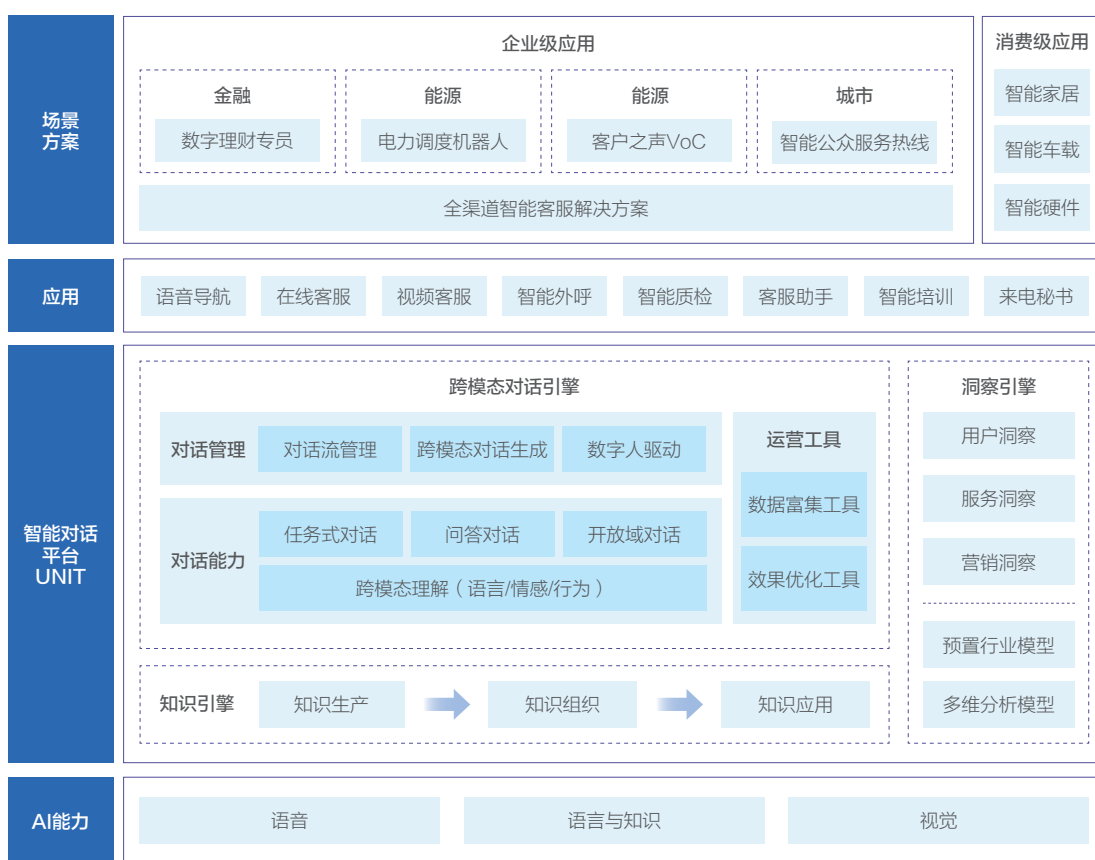 场景
方案
企业级应用
金融
数字理财专员
能源
电力调度机器人
能源
客户之声VoC
城市
智能公众服务热线
全渠道智能客服解决方案
消费级应用
智能家居
智能车载
智能硬件
应用
语音导航
在线客服
视频客服
智能外呼
智能质检
客服助手
智能培训
来电秘书
智能对话
平台
UNIT
跨模态对话引擎
对话管理
对话流管理
跨模态对话生成
数字人驱动
对话能力
任务式对话
问答对话
开放域对话
跨模态理解（语言/情感/行为）
运营工具
数据富集工具
效果优化工具
知识引擎
知识生产
知识组织
知识应用
洞察引擎
用户洞察
服务洞察
营销洞察
预置行业模型
多维分析模型
AI能力
语音
语言与知识
视觉